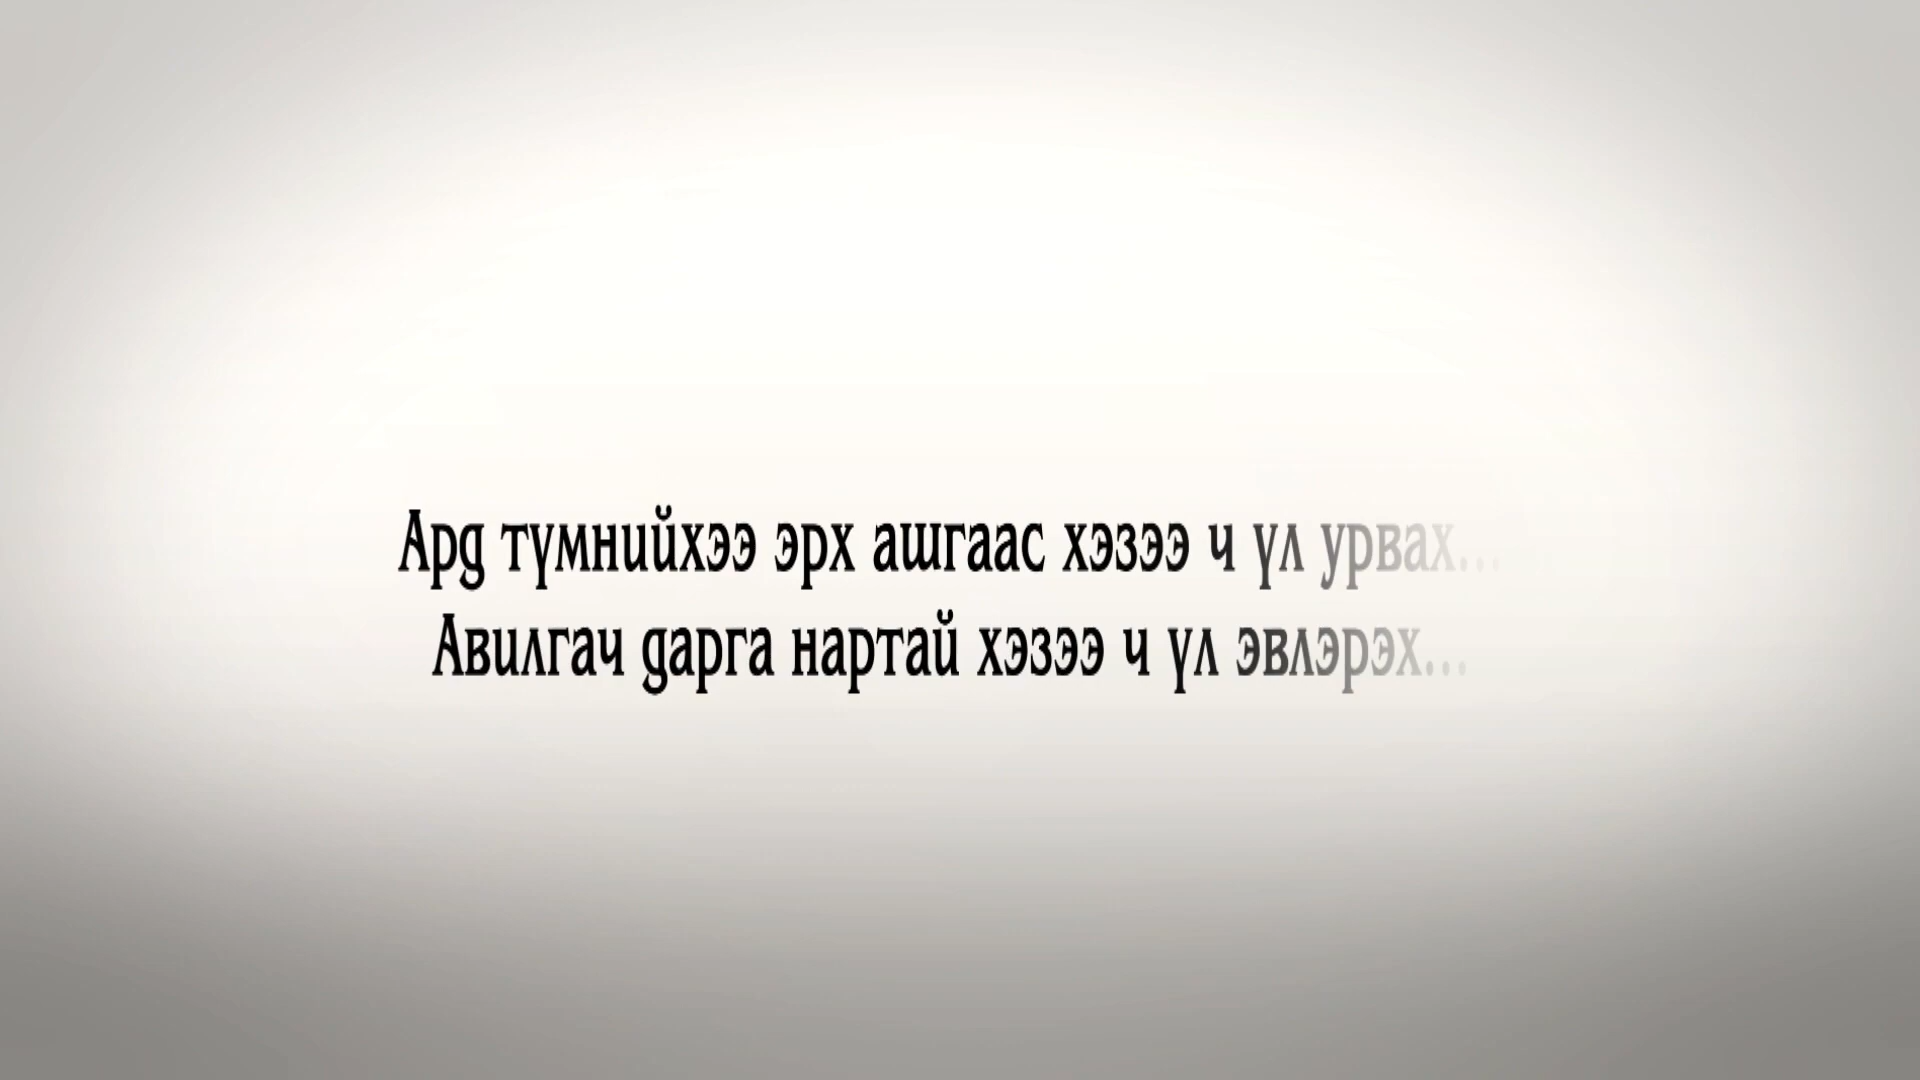 Ард түмнийхээ эрх ашгаас хэзээ ч үл урвах...
Авилгач дарга нартай хэзээ ч үл эвлэрэх...